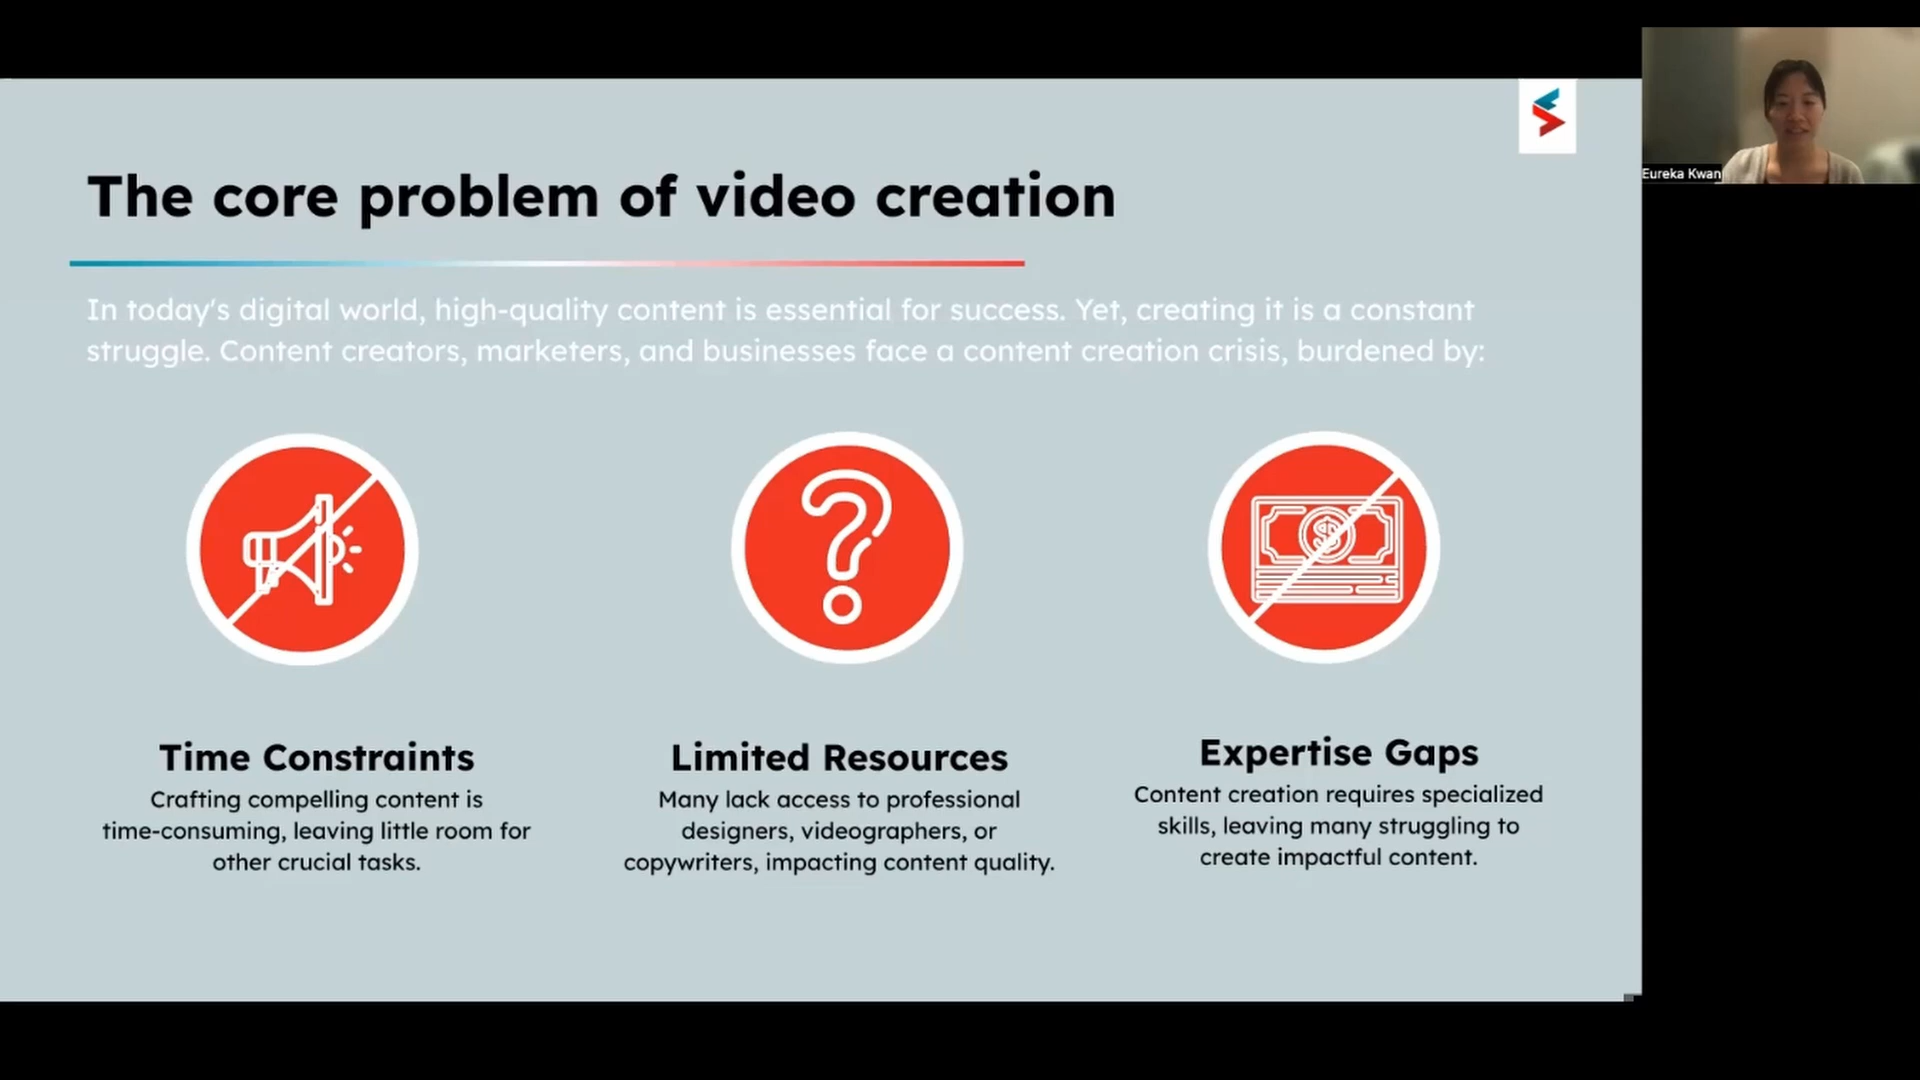 The core problem of video creation
In today's digital world, high-quality content is essential for success. Yet, creating it is a constant
struggle. Content creators, marketers, and businesses face a content creation crisis, burdened by:
Time Constraints
Crafting compelling content is
time-consuming, leaving little room for
other crucial tasks.
Limited Resources
Many lack access to professional
designers, videographers, or
copywriters, impacting content quality.
Expertise Gaps
Content creation requires specialized
skills, leaving many struggling to
create impactful content.
Eureka Kwan